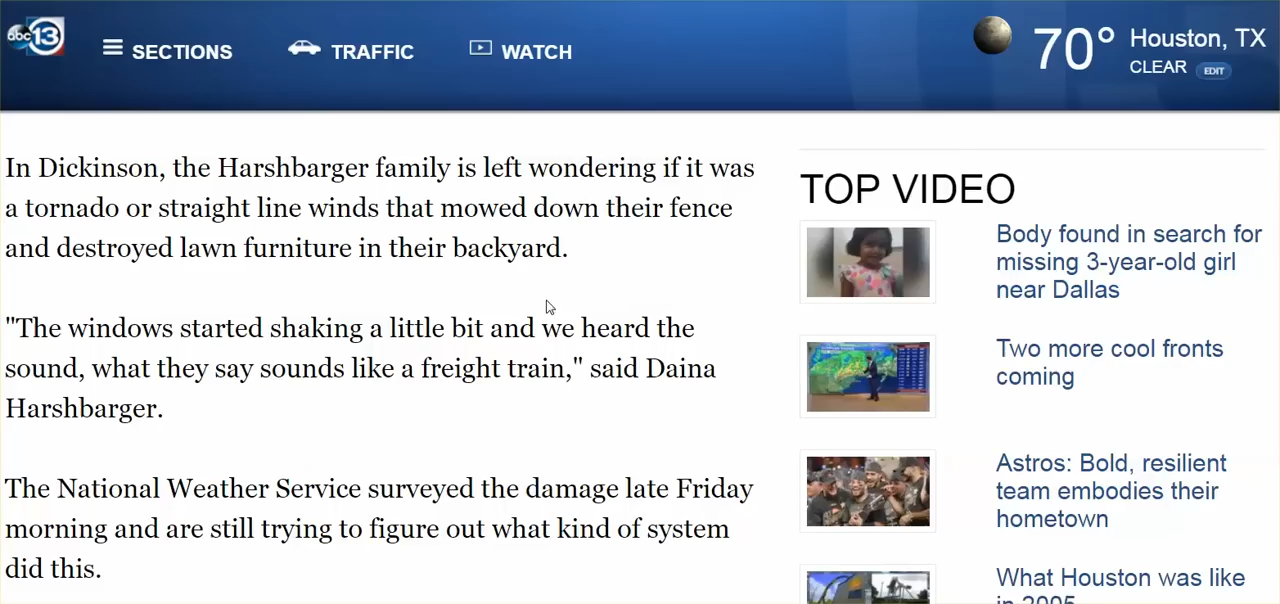 abc 13
SECTIONS
TRAFFIC
WATCH
70°
Houston, TX
CLEAR EDIT
In Dickinson, the Harshbarger family is left wondering if it was
a tornado or straight line winds that mowed down their fence
and destroyed lawn furniture in their backyard.
"The windows started shaking a little bit and we heard the
sound, what they say sounds like a freight train," said Daina
Harshbarger.
The National Weather Service surveyed the damage late Friday
morning and are still trying to figure out what kind of system
did this.
TOP VIDEO
Body found in search for
missing 3-year-old girl
near Dallas
Two more cool fronts
coming
Astros: Bold, resilient
team embodies their
hometown
What Houston was like
in 2005